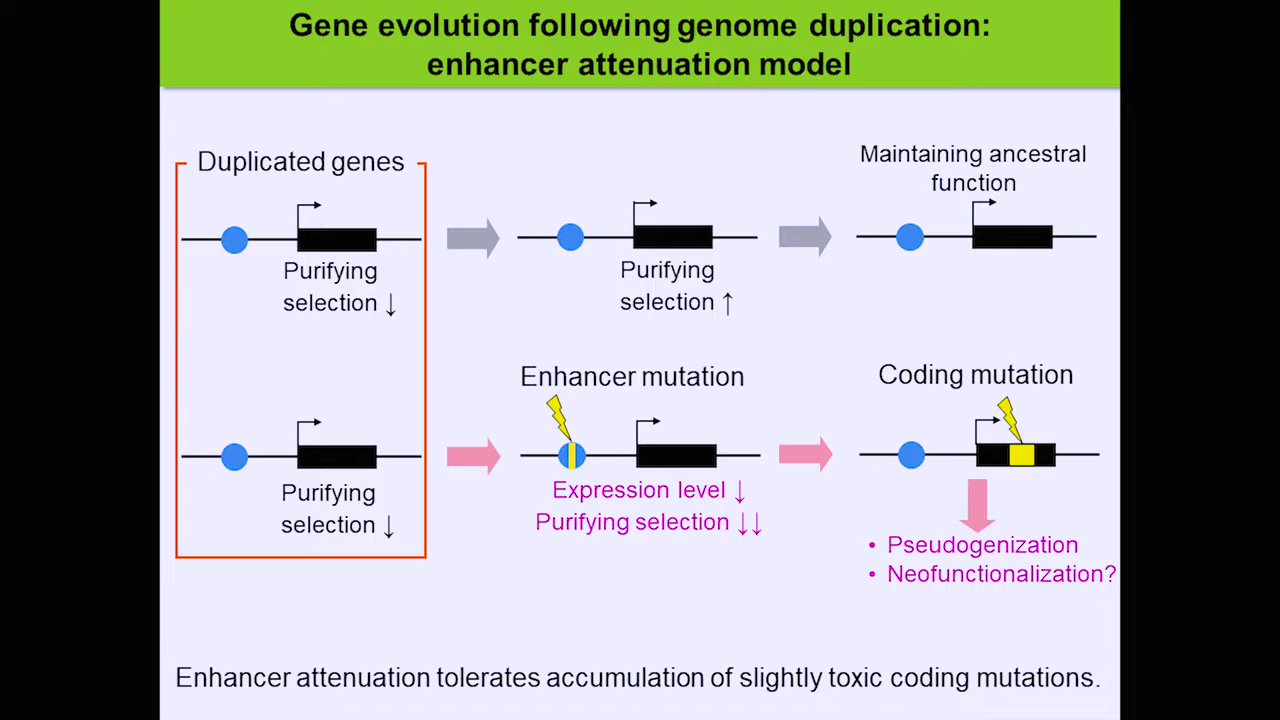 Gene evolution following genome duplication:
enhancer attenuation model
Duplicated genes
Purifying
selection ↓
Purifying
selection ↑
Maintaining ancestral
function
Purifying
selection ↓
Enhancer mutation
Expression level ↓
Purifying selection ↓↓
Coding mutation
• Pseudogenization
• Neofunctionalization?
Enhancer attenuation tolerates accumulation of slightly toxic coding mutations.